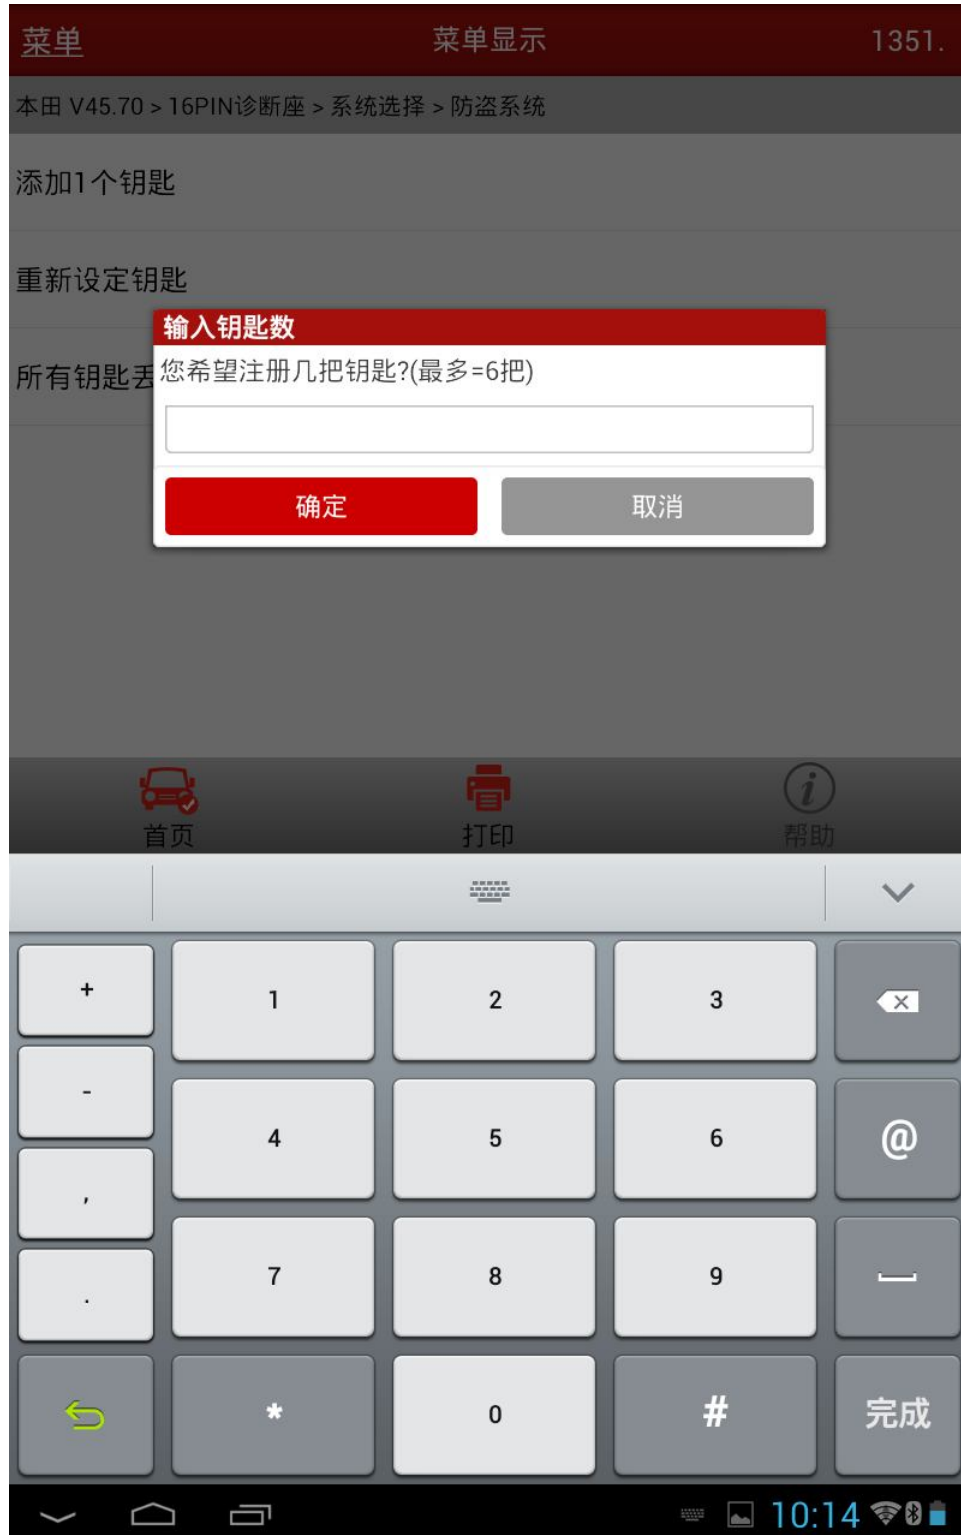 菜单 菜单显示 1351.
本田 V45.70 > 16PIN诊断座 > 系统选择 > 防盗系统
添加1个钥匙
重新设定钥匙
输入钥匙数
所有钥匙丢
您希望注册几把钥匙?(最多=6把)
确定 取消
首页 打印 帮助
+ 1 2 3
-
4 5 6 @
,
7 8 9
.
* 0 # 完成
10:14